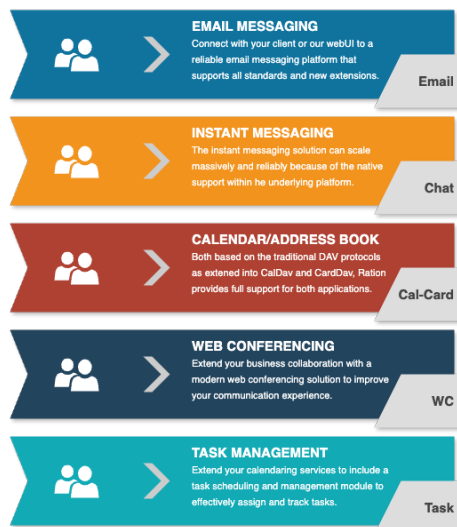 EMAIL MESSAGING
Connect with your client or our webUI to a
reliable email messaging platform that
supports all standards and new extensions.
Email
INSTANT MESSAGING
The instant messaging solution can scale
massively and reliably because of the native
support within he underlying platform.
Chat
CALENDAR/ADDRESS BOOK
Both based on the traditional DAV protocols
as extened into CalDav and CardDav, Ration
provides full support for both applications.
Cal-Card
WEB CONFERENCING
Extend your business collaboration with a
modern web conferencing solution to improve
your communication experience.
WC
TASK MANAGEMENT
Extend your calendaring services to include a
task scheduling and management module to
effectively assign and track tasks.
Task